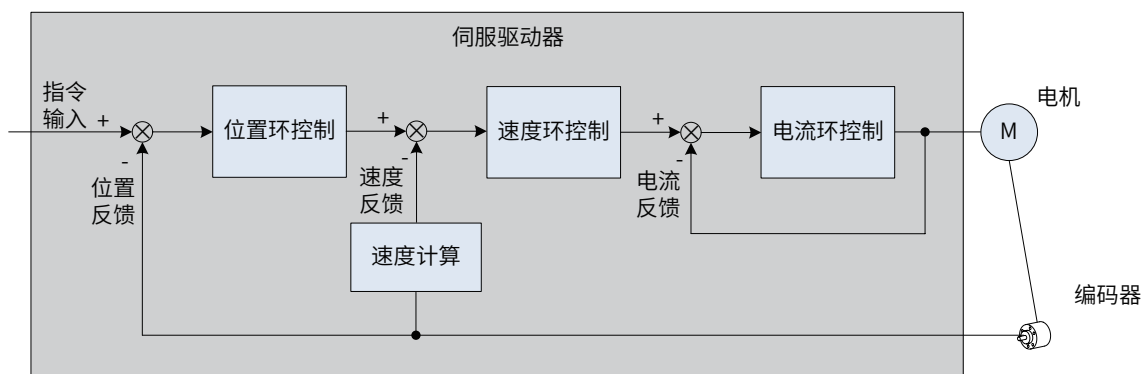 伺服驱动器
指令
输入
+
-
位置
反馈
位置环控制
+
-
速度
反馈
速度计算
速度环控制
+
-
电流
反馈
电流环控制
电机
M
编码器